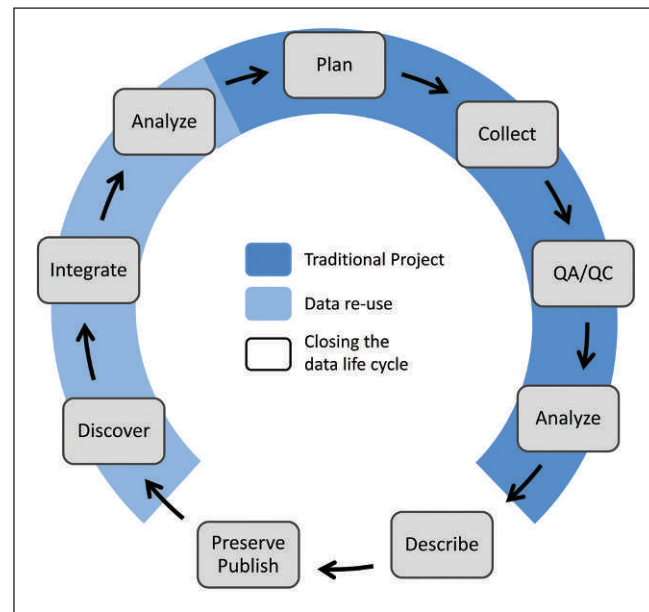 Plan
Collect
QA/QC
Analyze
Describe
Preserve
Publish
Discover
Integrate
Analyze
Traditional Project
Data re-use
Closing the
data life cycle